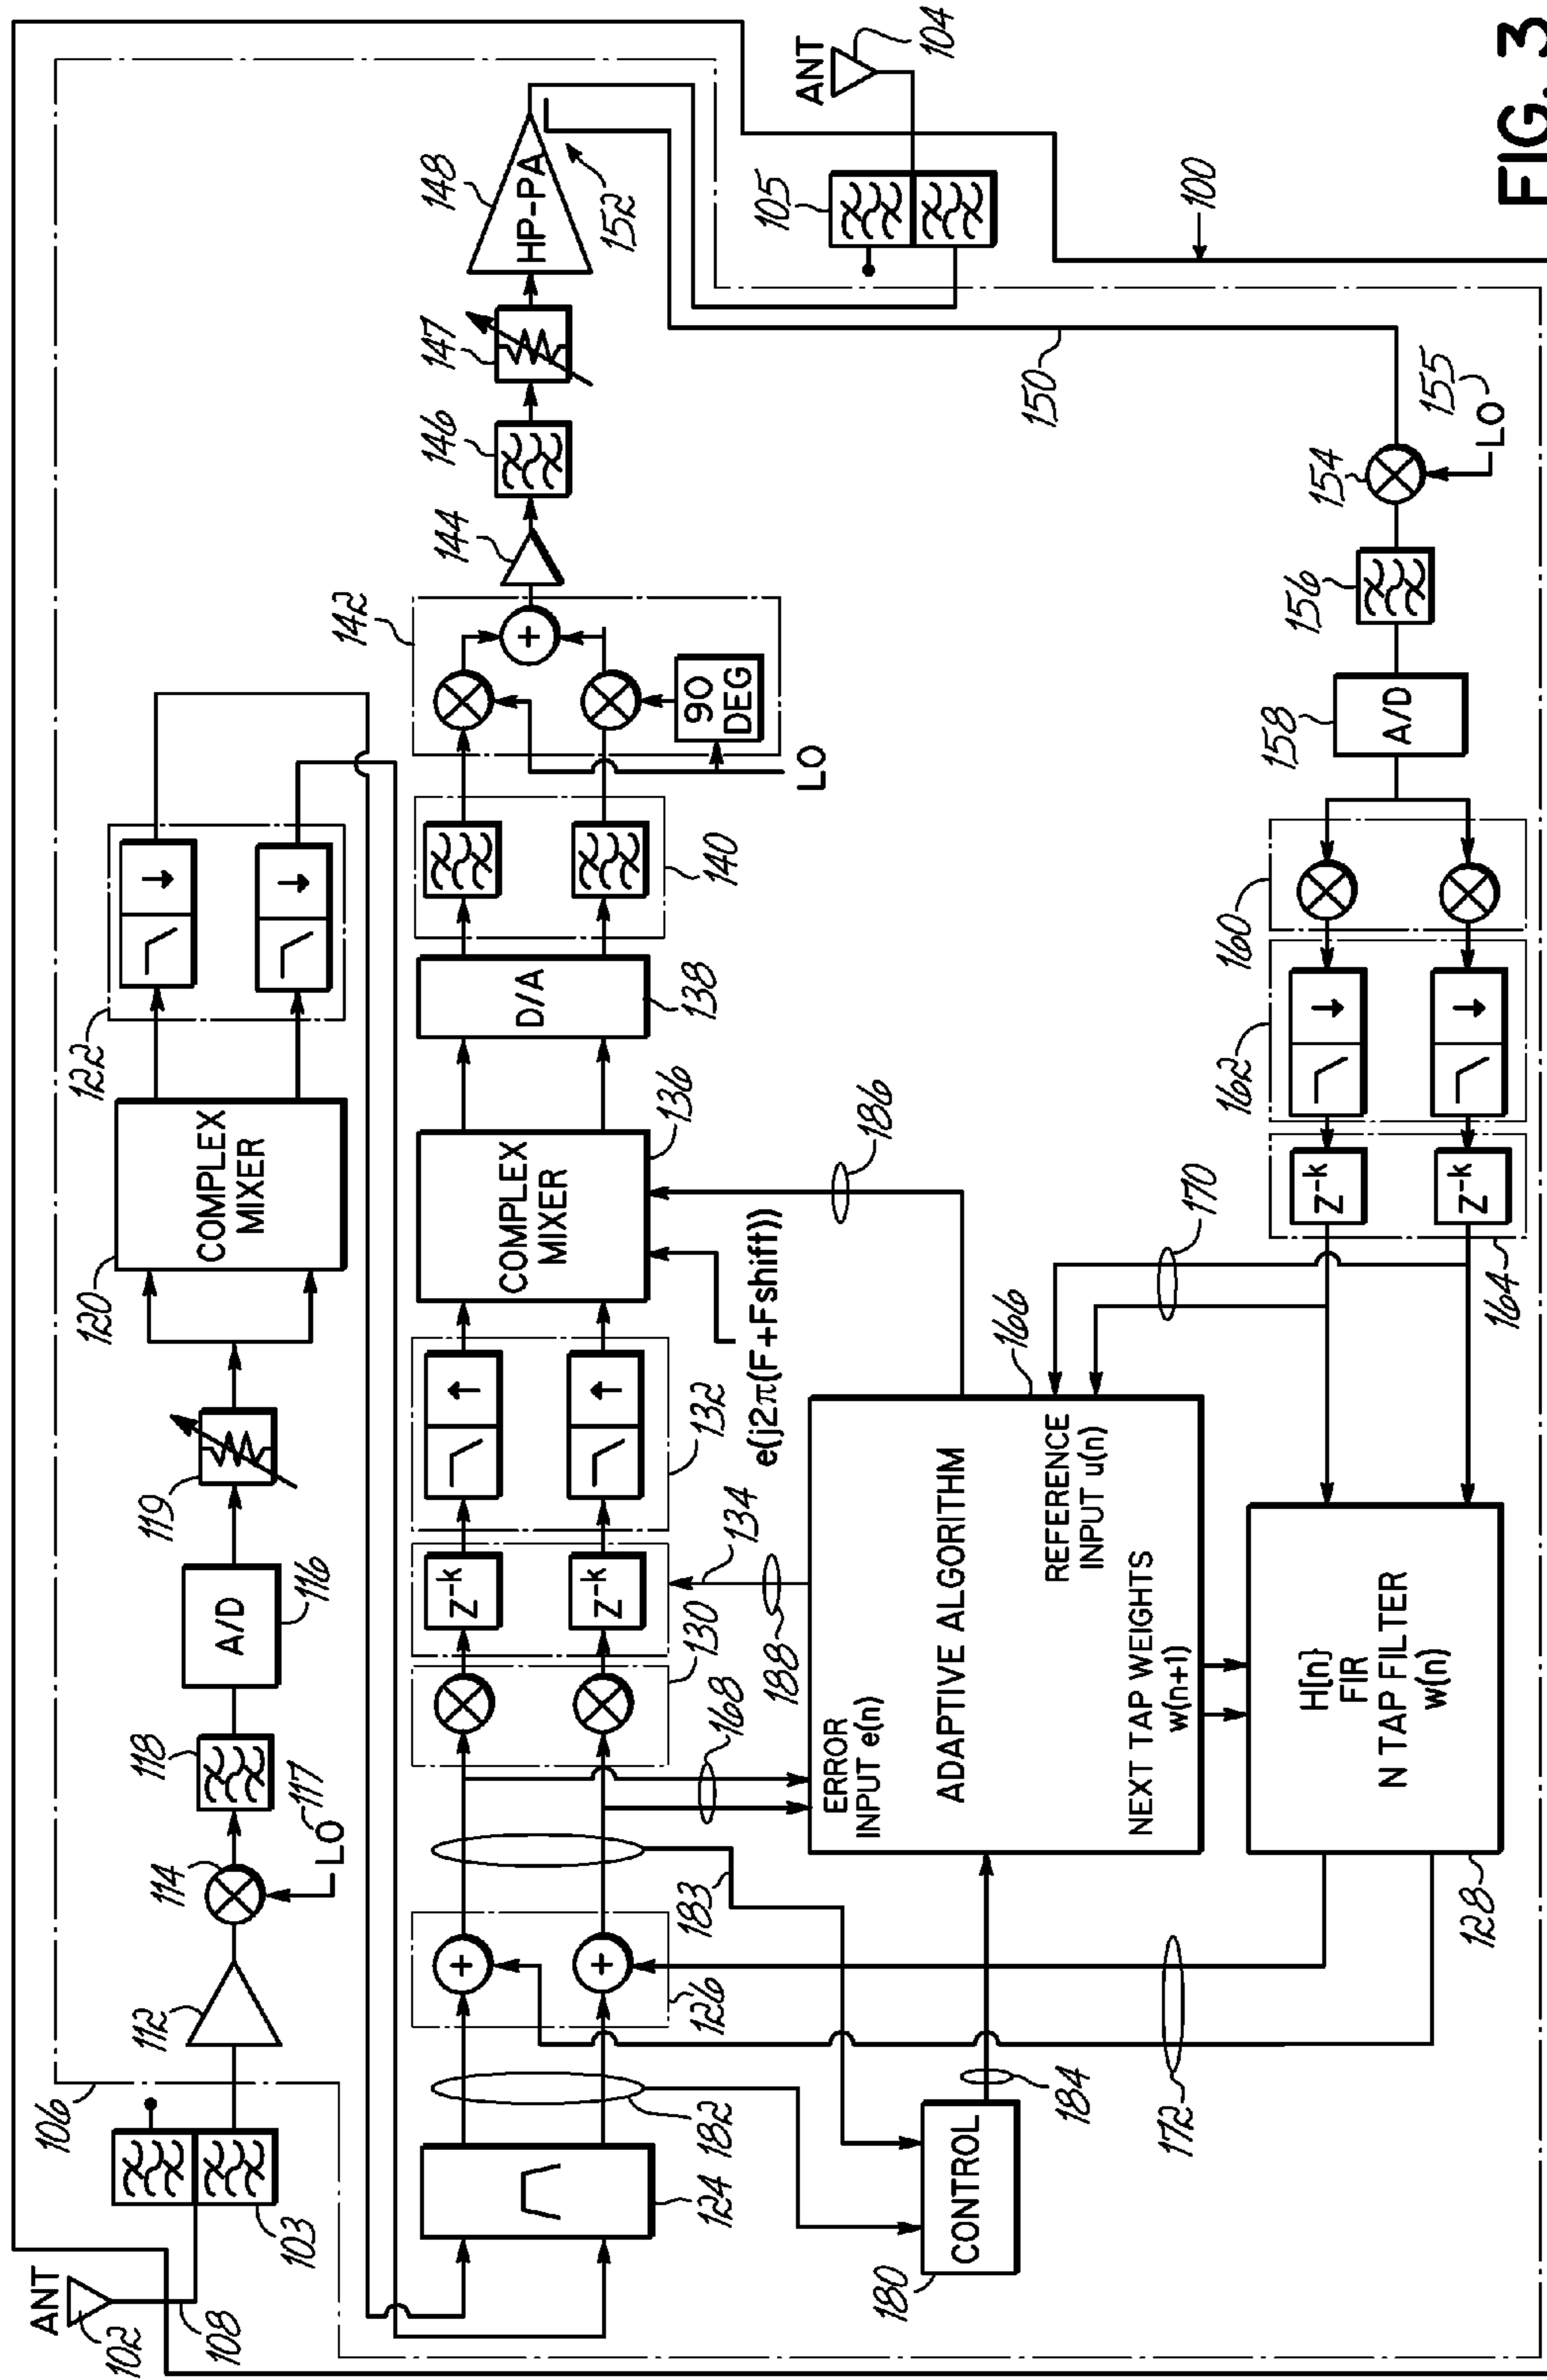 ANT
102
108
103
106
112
114
LO
117
118
A/D
116
119
120
COMPLEX
MIXER
122
124
182
126
183
168
130
188
134
Z-k
Z-k
132
COMPLEX
MIXER
136
e(j2π(F+Fshift))
186
D/A
138
140
142
90
DEG
LO
144
146
147
HP-PA
148
152
ANT
104
105
100
150
CONTROL
180
184
172
ERROR
INPUT e(n)
ADAPTIVE ALGORITHM
REFERENCE
INPUT u(n)
NEXT TAP WEIGHTS
w(n+1)
166
170
H[n}
FIR
N TAP FILTER
w(n)
128
Z-k
Z-k
164
162
160
A/D
158
156
154
LO
155
FIG. 3